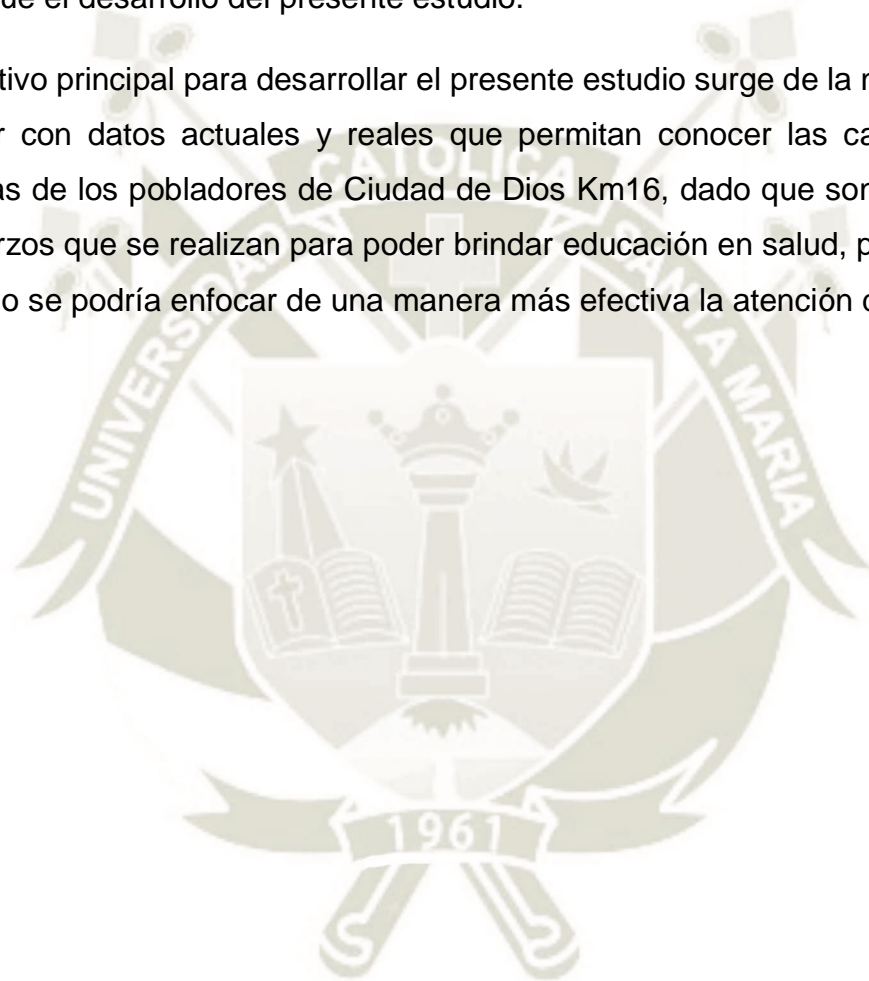 ue el desarrollo del presente estudio.
tivo principal para desarrollar el presente estudio surge de la
r con datos actuales y reales que permitan conocer las
as de los pobladores de Ciudad de Dios Km16, dado que son
rzos que se realizan para poder brindar educación en salud,
o se podría enfocar de una manera más efectiva la atención
UNIVERSIDAD CATOLICA SANTA MARIA
1961